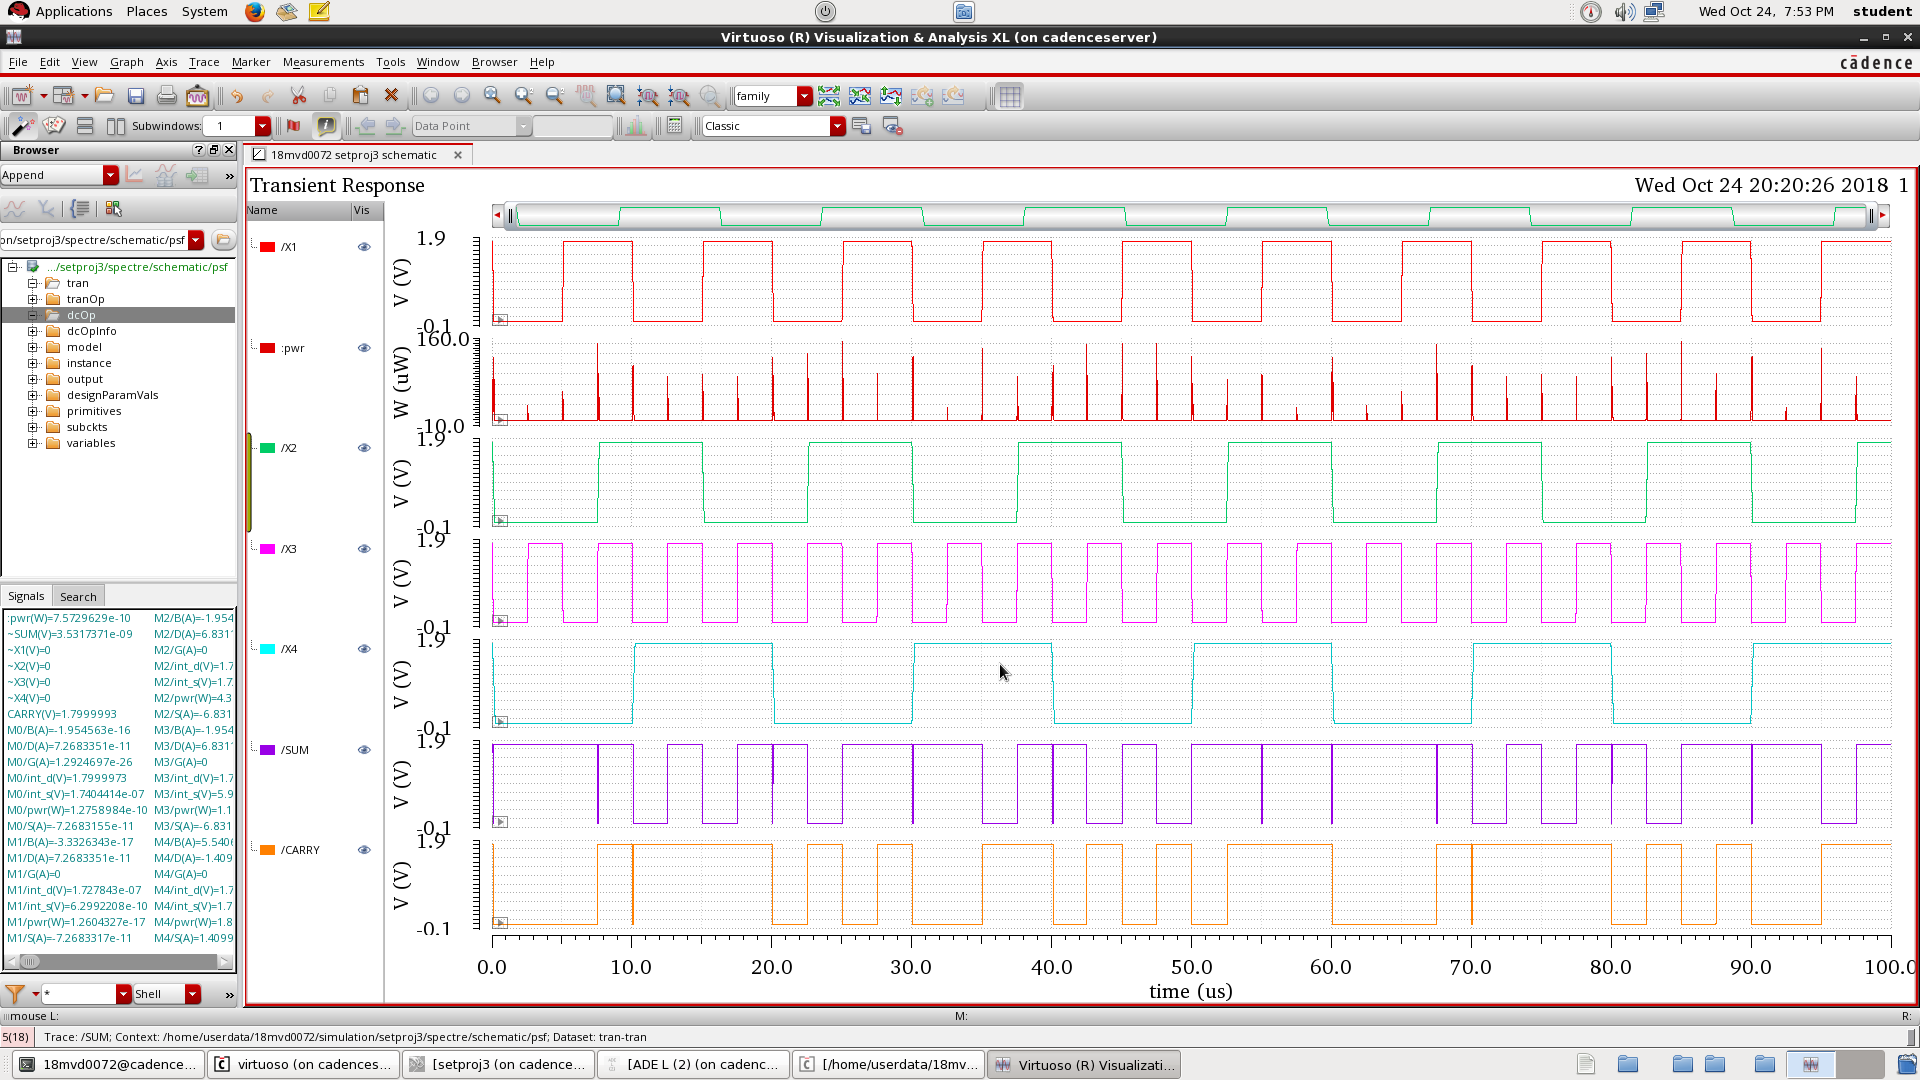 Applications Places System Wed Oct 24, 7:53 PM student
Virtuoso (R) Visualization & Analysis XL (on cadenceserver)
File Edit View Graph Axis Trace Marker Measurements Tools Window Browser Help cādence
family
Subwindows: 1 Data Point Classic
Browser
18mvd0072 setproj3 schematic
Append
on/setproj3/spectre/schematic/psf
.../setproj3/spectre/schematic/psf
tran
tranOp
dcOp
dcOpInfo
model
instance
output
designParamVals
primitives
subckts
variables
Signals Search
:pwr(W)=7.5729629e-10 M2/B(A)=-1.954
~SUM(V)=3.5317371e-09 M2/D(A)=6.831
~X1(V)=0 M2/G(A)=0
~X2(V)=0 M2/int_d(V)=1.7
~X3(V)=0 M2/int_s(V)=1.7
~X4(V)=0 M2/pwr(W)=4.3
CARRY(V)=1.7999993 M2/S(A)=-6.831
M0/B(A)=-1.954563e-16 M3/B(A)=-1.954
M0/D(A)=7.2683351e-11 M3/D(A)=6.831
M0/G(A)=1.2924697e-26 M3/G(A)=0
M0/int_d(V)=1.7999973 M3/int_d(V)=1.7
M0/int_s(V)=1.7404414e-07 M3/int_s(V)=5.9
M0/pwr(W)=1.2758984e-10 M3/pwr(W)=1.1
M0/S(A)=-7.2683155e-11 M3/S(A)=-6.831
M1/B(A)=-3.3326343e-17 M4/B(A)=5.540
M1/D(A)=7.2683351e-11 M4/D(A)=-1.409
M1/G(A)=0 M4/G(A)=0
M1/int_d(V)=1.727843e-07 M4/int_d(V)=1.7
M1/int_s(V)=6.2992208e-10 M4/int_s(V)=1.7
M1/pwr(W)=1.2604327e-17 M4/pwr(W)=1.8
M1/S(A)=-7.2683317e-11 M4/S(A)=1.4099
* Shell
Transient Response Wed Oct 24 20:20:26 2018 1
Name Vis
/X1
1.9
V (V)
-0.1
:pwr
160.0
W (uW)
-10.0
/X2
1.9
V (V)
-0.1
/X3
1.9
V (V)
-0.1
/X4
1.9
V (V)
-0.1
/SUM
1.9
V (V)
-0.1
/CARRY
1.9
V (V)
-0.1
0.0 10.0 20.0 30.0 40.0 50.0 60.0 70.0 80.0 90.0 100.0
time (us)
mouse L: M: R:
5(18) Trace: /SUM; Context: /home/userdata/18mvd0072/simulation/setproj3/spectre/schematic/psf; Dataset: tran-tran
18mvd0072@cadence... virtuoso (on cadences... [setproj3 (on cadence... [ADE L (2) (on cadenc... [/home/userdata/18mv... Virtuoso (R) Visualizati...